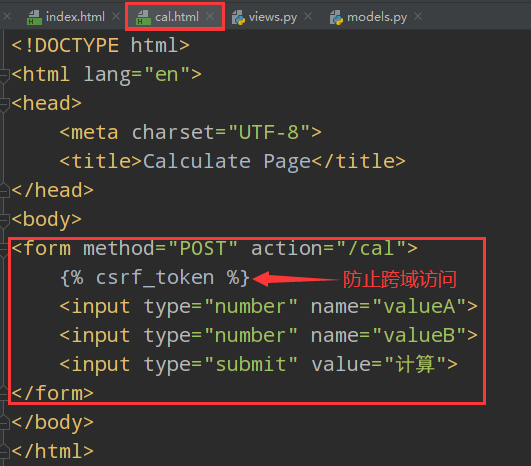 index.html cal.html views.py models.py
<!DOCTYPE html>
<html lang="en">
<head>
    <meta charset="UTF-8">
    <title>Calculate Page</title>
</head>
<body>
<form method="POST" action="/cal">
    {% csrf_token %} 防止跨域访问
    <input type="number" name="valueA">
    <input type="number" name="valueB">
    <input type="submit" value="计算">
</form>
</body>
</html>